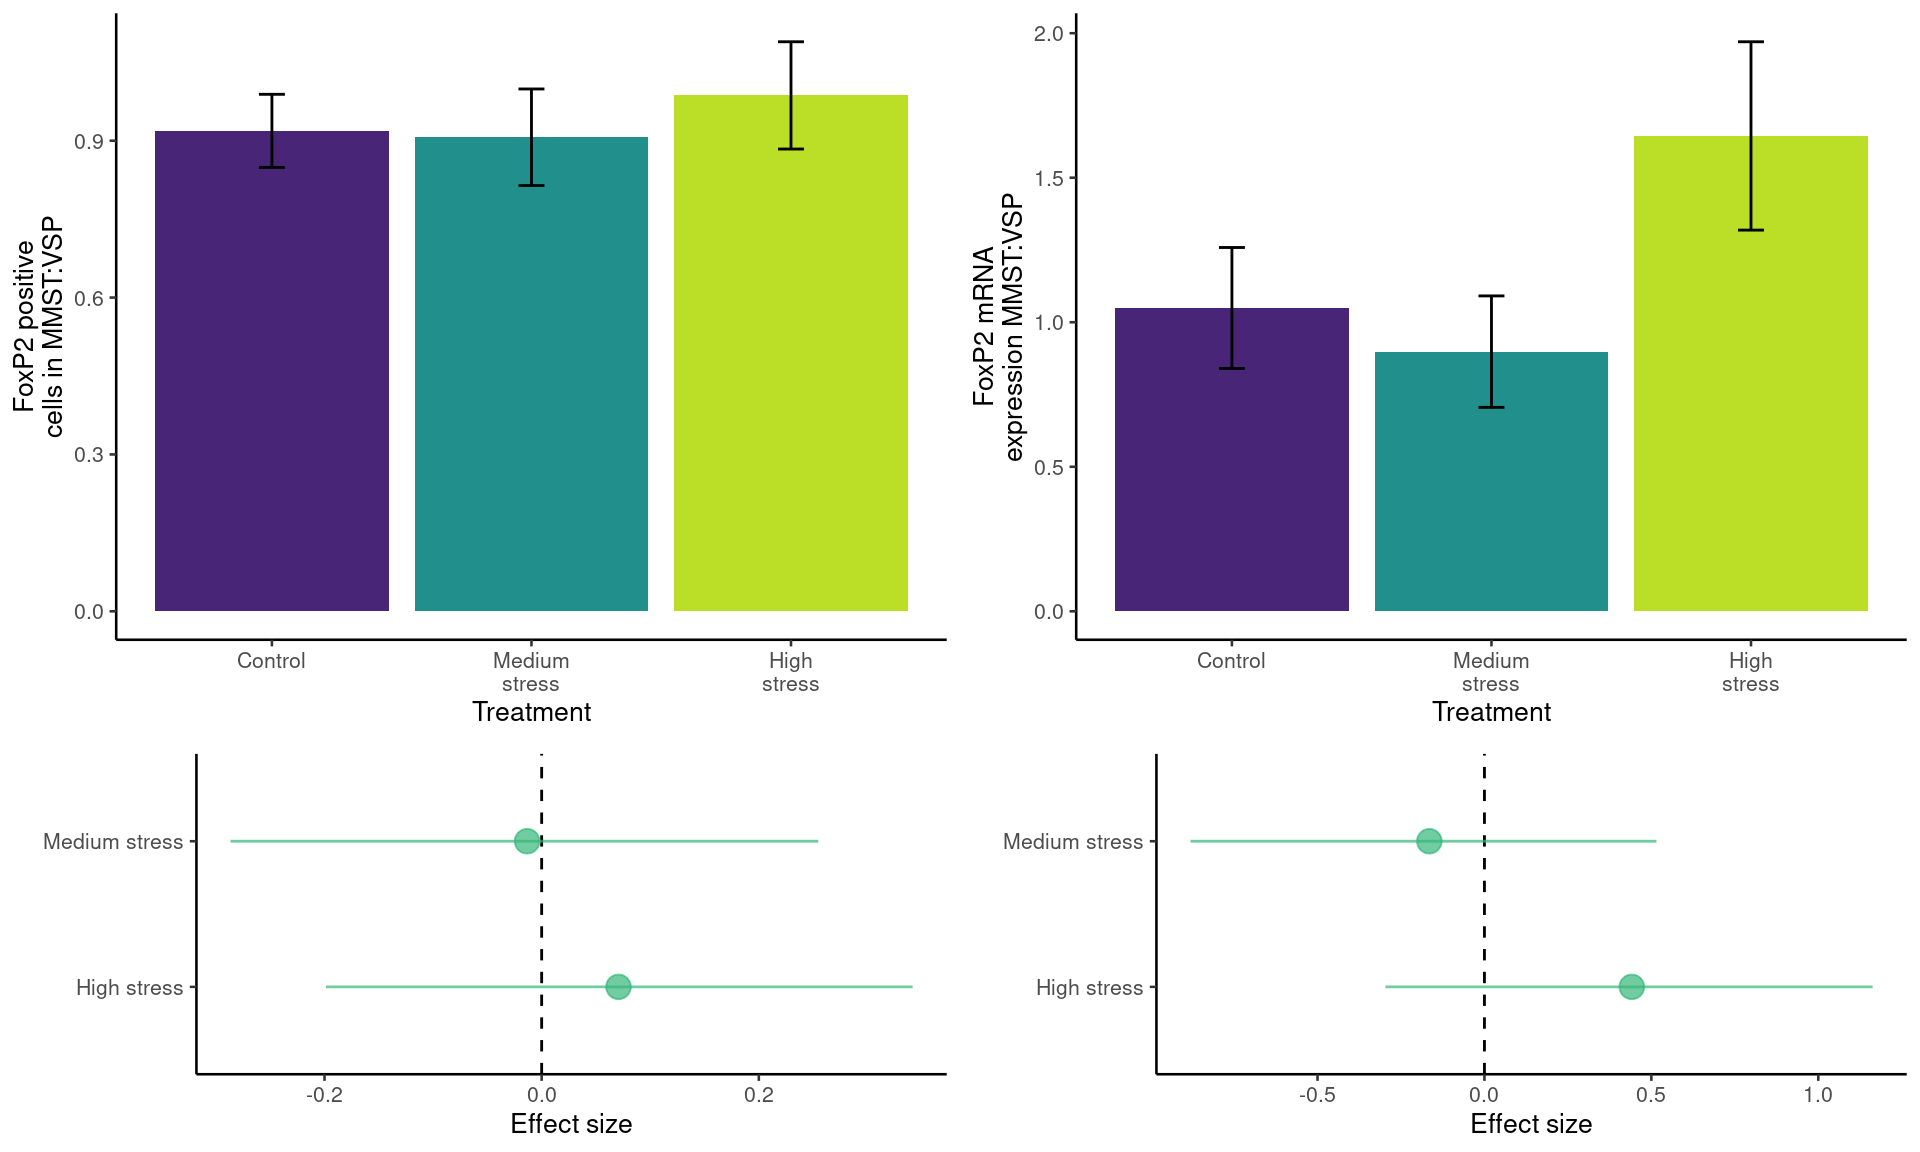 FoxP2 positive
cells in MMST:VSP
0.9
0.6
0.3
0.0
Control
Medium
stress
High
stress
Treatment
FoxP2 mRNA
expression MMST:VSP
2.0
1.5
1.0
0.5
0.0
Control
Medium
stress
High
stress
Treatment
Medium stress
High stress
-0.2
0.0
0.2
Effect size
Medium stress
High stress
-0.5
0.0
0.5
1.0
Effect size